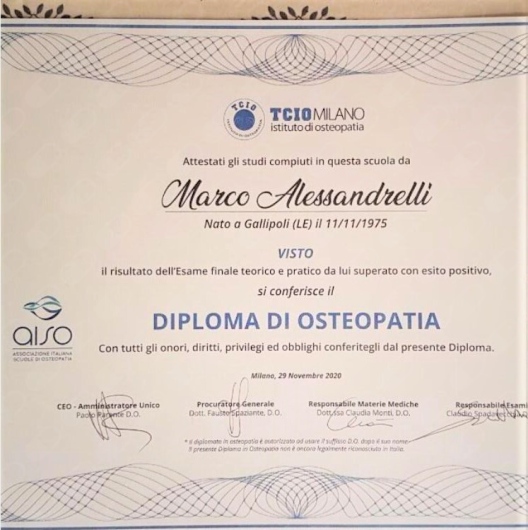 TCIO
TCIO MILANO
istituto di osteopatia
Attestati gli studi compiuti in questa scuola da
Marco Alessandrelli
Nato a Gallipoli (LE) il 11/11/1975
VISTO
il risultato dell'Esame finale teorico e pratico da lui superato con esito positivo,
si conferisce il
DIPLOMA DI OSTEOPATIA
Con tutti gli onori, diritti, privilegi ed obblighi conferitegli dal presente Diploma.
aiso
ASSOCIAZIONE ITALIANA
SCUOLE DI OSTEOPATIA
Milano, 29 Novembre 2020
CEO - Amministratore Unico
Paolo D.O.
Procuratore Generale
Dott. Fausto Spaziante, D.O.
Responsabile Materie Mediche
Dott.ssa Claudia Monti, D.O.
Responsabile Esami
Claudio
* il diplomato in osteopatia è autorizzato ad usare il suffisso D.O. dopo il suo nome
Il presente Diploma in Osteopatia non è ancora legalmente riconosciuto in Italia.